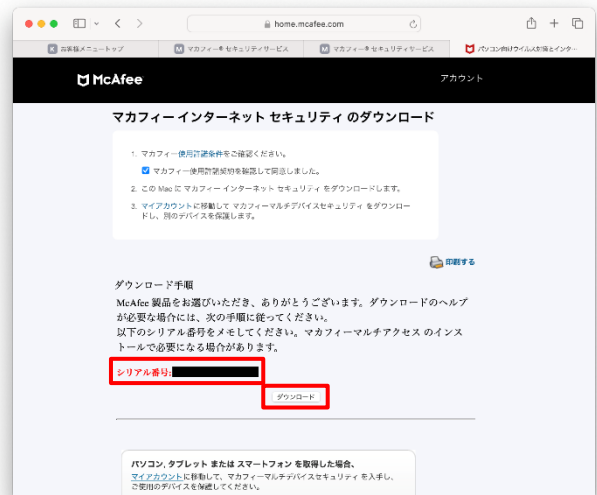 home.mcafee.com
K お客様メニュートップ
M マカフィー® セキュリティサービス
M マカフィー® セキュリティサービス
パソコン向けウイルス対策とインタ…
McAfee
アカウント
マカフィー インターネット セキュリティ のダウンロード
1. マカフィー使用許諾条件をご確認ください。
マカフィー使用許諾契約を確認して同意しました。
2. この Mac に マカフィー インターネット セキュリティ をダウンロードします。
3. マイアカウントに移動して マカフィーマルチデバイスセキュリティ をダウンロー
ドし、別のデバイスを保護します。
印刷する
ダウンロード手順
McAfee 製品をお選びいただき、ありがとうございます。ダウンロードのヘルプ
が必要な場合には、次の手順に従ってください。
以下のシリアル番号をメモしてください。マカフィーマルチアクセス のインス
トールで必要になる場合があります。
シリアル番号:
ダウンロード
パソコン, タブレット または スマートフォン を取得した場合、
マイアカウントに移動して、マカフィーマルチデバイスセキュリティ を入手し、
ご使用のデバイスを保護してください。